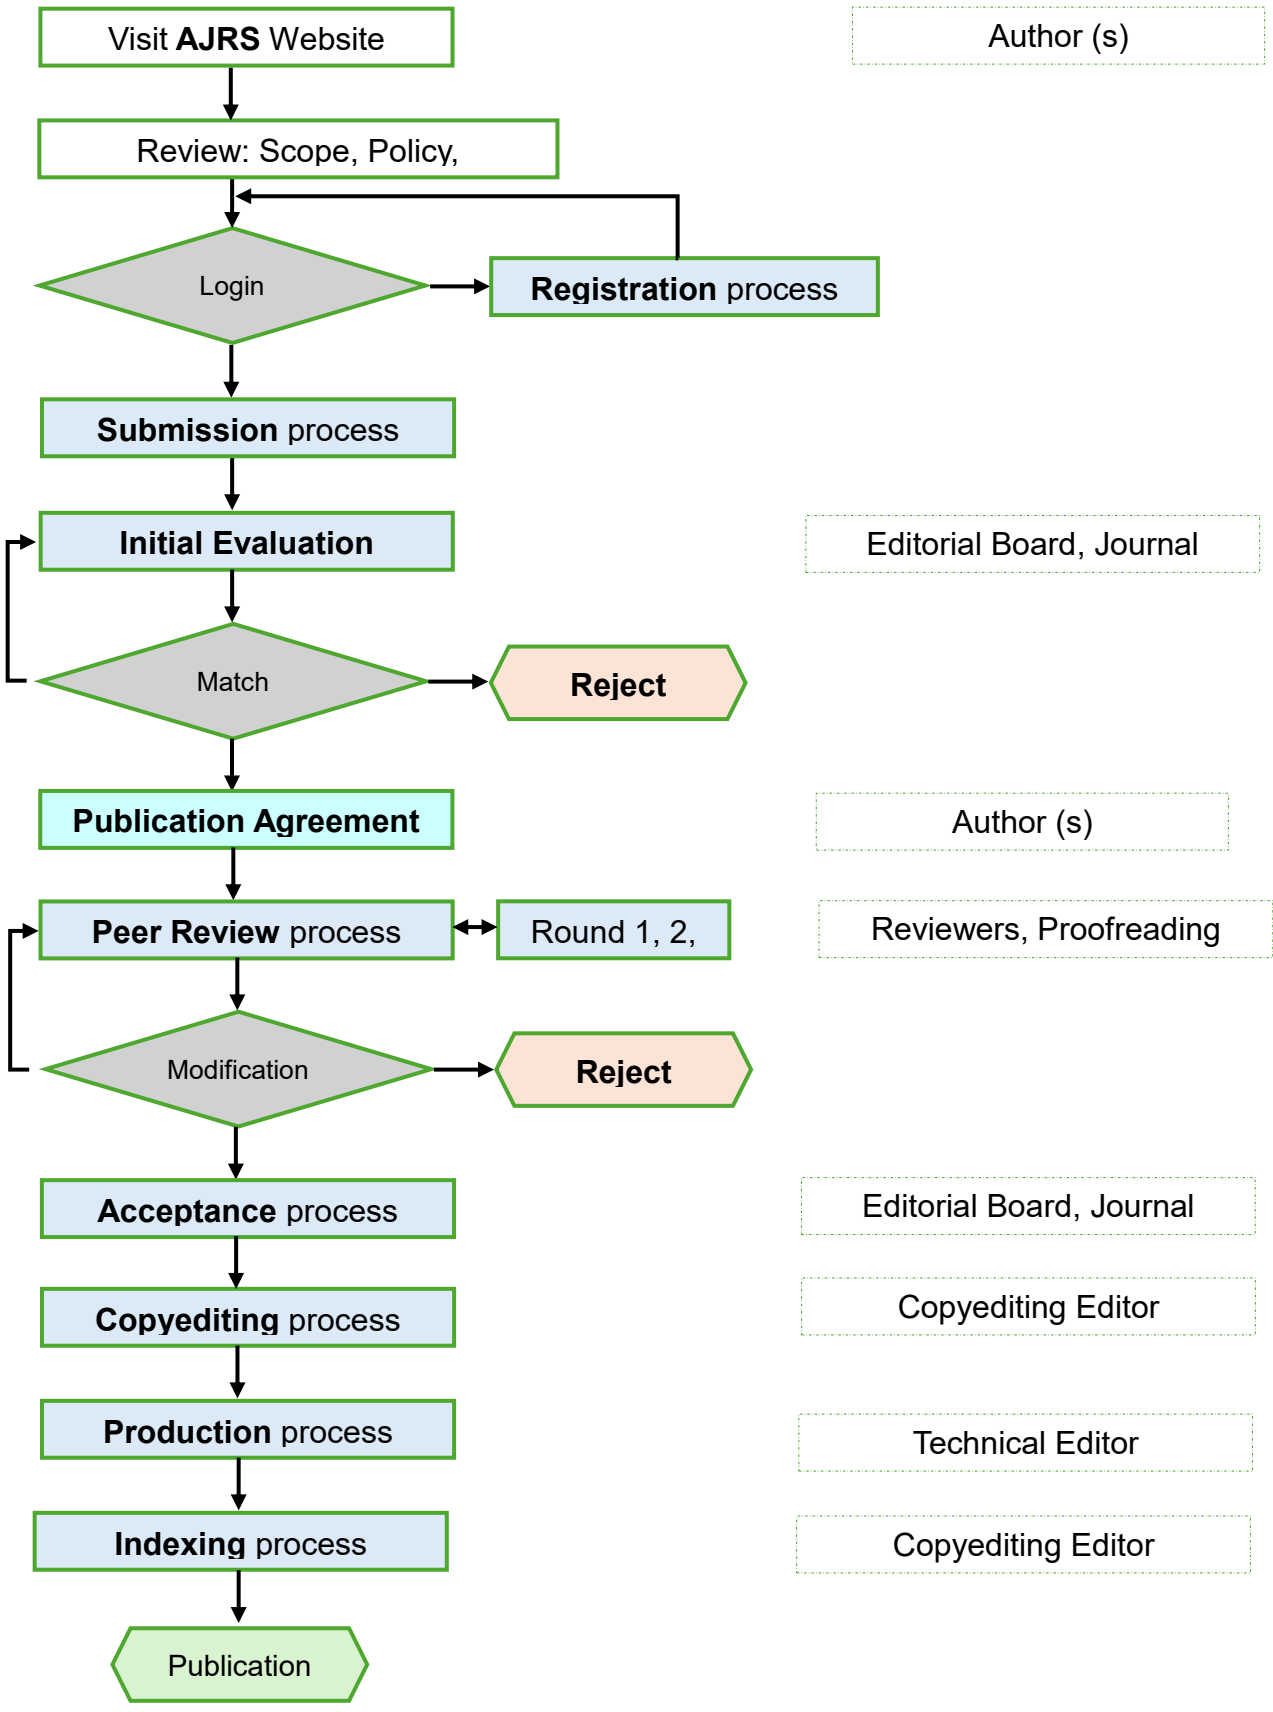 Visit AJRS Website
Author (s)
Review: Scope, Policy,
Login
Registration process
Submission process
Initial Evaluation
Editorial Board, Journal
Match
Reject
Publication Agreement
Author (s)
Peer Review process
Round 1, 2,
Reviewers, Proofreading
Modification
Reject
Acceptance process
Editorial Board, Journal
Copyediting process
Copyediting Editor
Production process
Technical Editor
Indexing process
Copyediting Editor
Publication